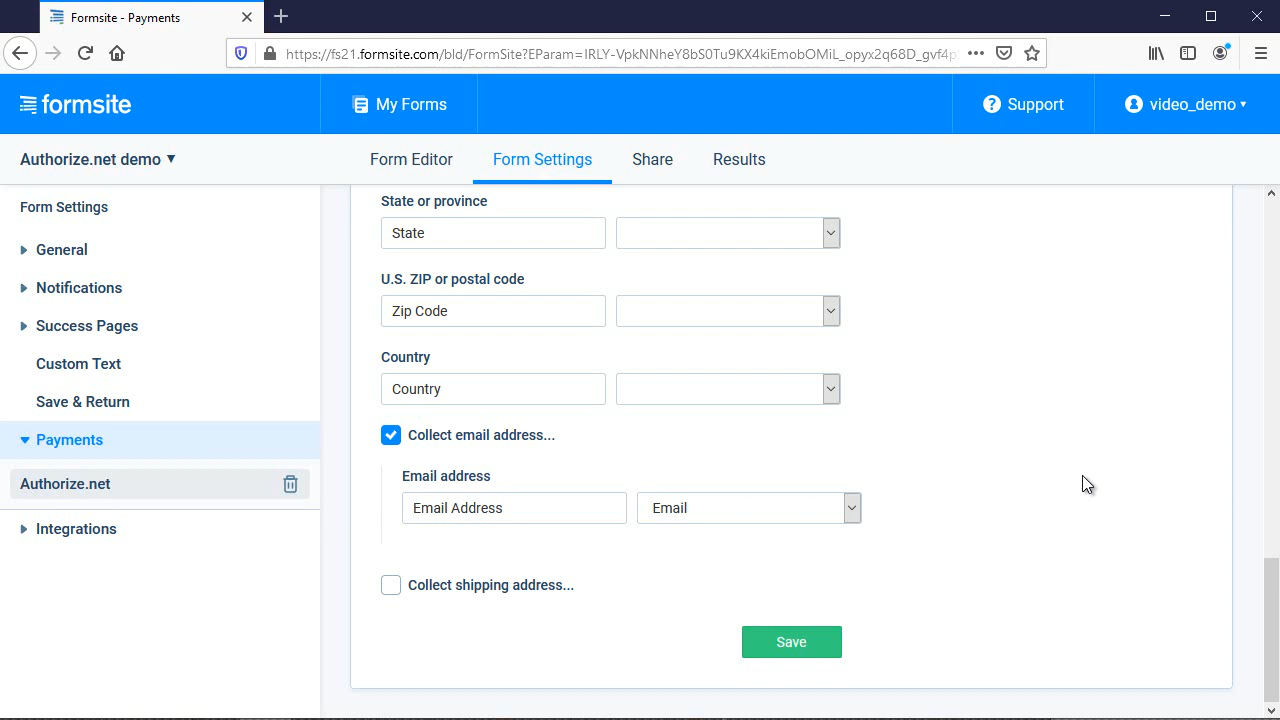 Formsite - Payments
https://fs21.formsite.com/bld/FormSite?EParam=IRLY-VpkNNheY8bS0Tu9KX4kiEmobOMiL_opyx2q68D_gvf4p
formsite
My Forms
Support
video_demo
Authorize.net demo
Form Editor
Form Settings
Share
Results
Form Settings
General
Notifications
Success Pages
Custom Text
Save & Return
Payments
Authorize.net
Integrations
State or province
State
U.S. ZIP or postal code
Zip Code
Country
Country
Collect email address...
Email address
Email Address
Email
Collect shipping address...
Save